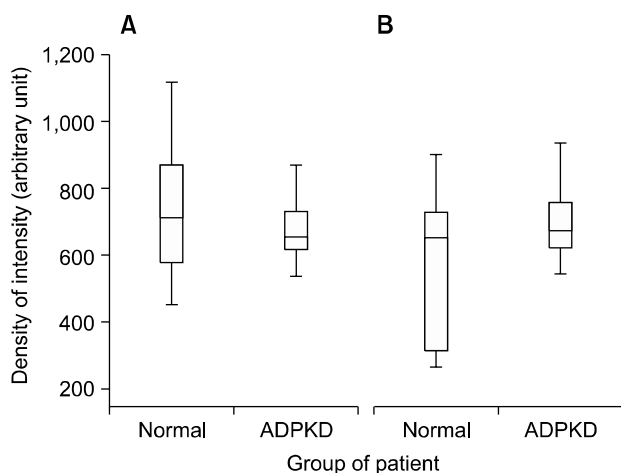 A
B
Density of intensity (arbitrary unit)
1,200
1,000
800
600
400
200
Normal
ADPKD
Normal
ADPKD
Group of patient